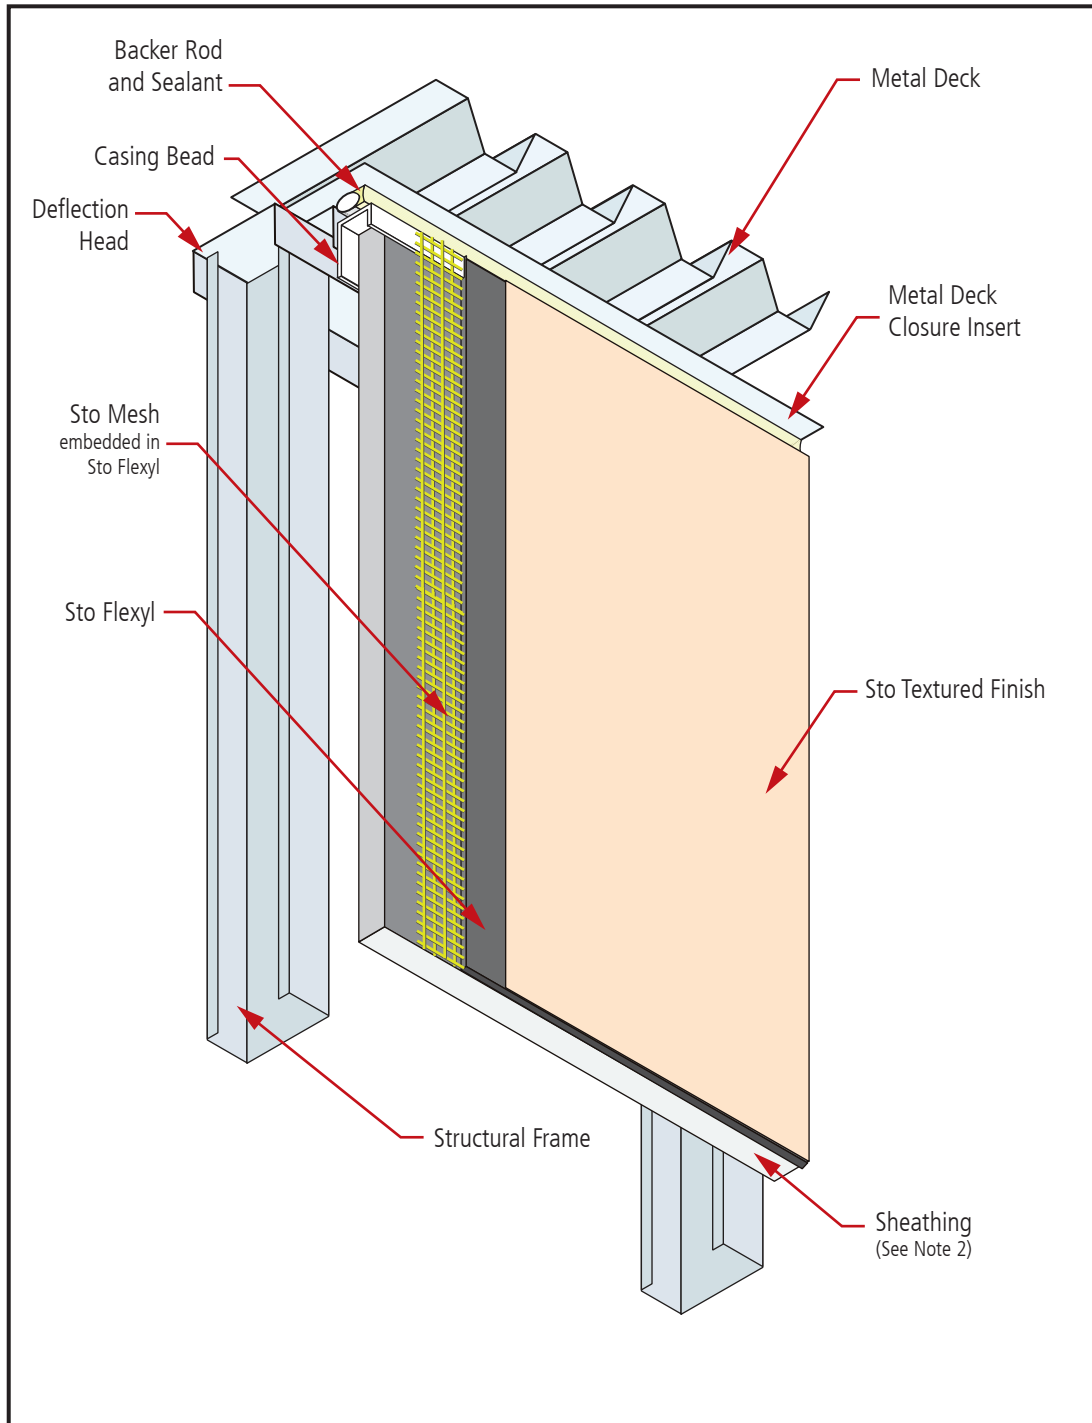 Backer Rod
and Sealant
Metal Deck
Casing Bead
Deflection
Head
Metal Deck
Closure Insert
Sto Mesh
embedded in
Sto Flexyl
Sto Flexyl
Sto Textured Finish
Structural Frame
Sheathing
(See Note 2)